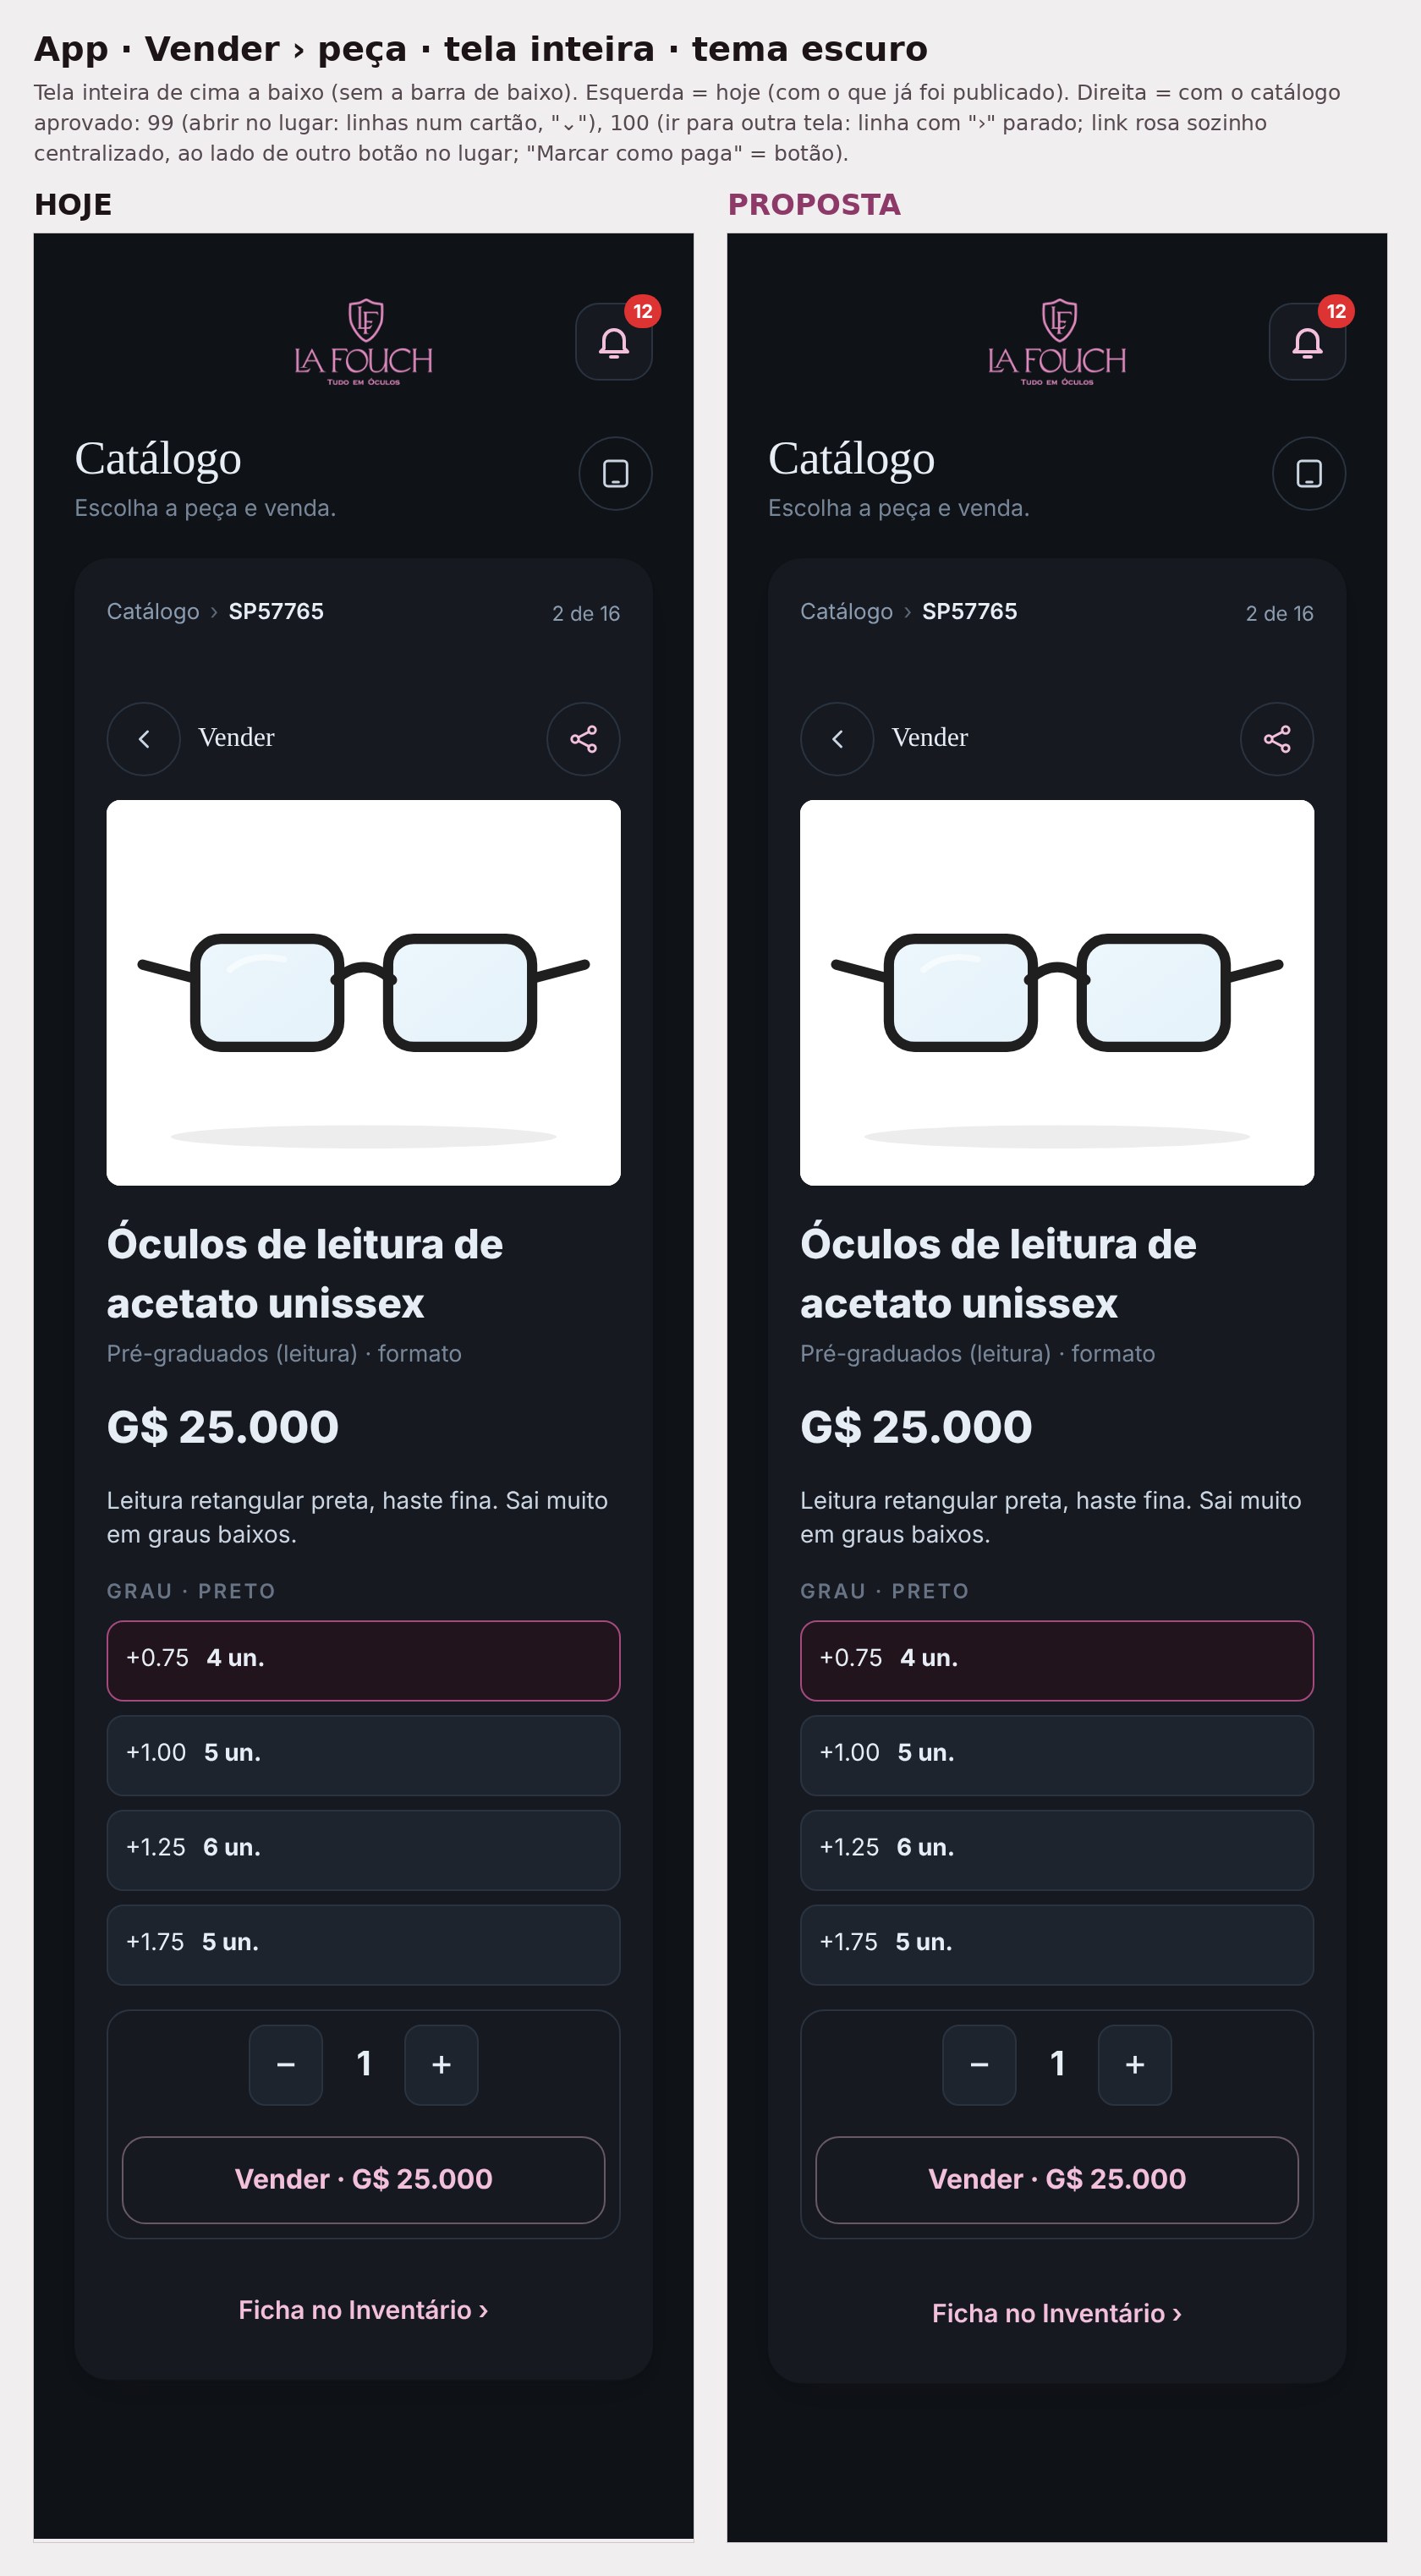 App · Vender › peça · tela inteira · tema escuro
Tela inteira de cima a baixo (sem a barra de baixo). Esquerda = hoje (com o que já foi publicado). Direita = com o catálogo
aprovado: 99 (abrir no lugar: linhas num cartão, "⌄"), 100 (ir para outra tela: linha com "›" parado; link rosa sozinho
centralizado, ao lado de outro botão no lugar; "Marcar como paga" = botão).
HOJE
LF
12
LA FOUCH
TUDO EM ÓCULOS
Catálogo
Escolha a peça e venda.
Catálogo › SP57765
2 de 16
Vender
Óculos de leitura de
acetato unissex
Pré-graduados (leitura) · formato
G$ 25.000
Leitura retangular preta, haste fina. Sai muito
em graus baixos.
GRAU · PRETO
+0.75 4 un.
+1.00 5 un.
+1.25 6 un.
+1.75 5 un.
− 1 +
Vender · G$ 25.000
Ficha no Inventário ›
PROPOSTA
LF
12
LA FOUCH
TUDO EM ÓCULOS
Catálogo
Escolha a peça e venda.
Catálogo › SP57765
2 de 16
Vender
Óculos de leitura de
acetato unissex
Pré-graduados (leitura) · formato
G$ 25.000
Leitura retangular preta, haste fina. Sai muito
em graus baixos.
GRAU · PRETO
+0.75 4 un.
+1.00 5 un.
+1.25 6 un.
+1.75 5 un.
− 1 +
Vender · G$ 25.000
Ficha no Inventário ›